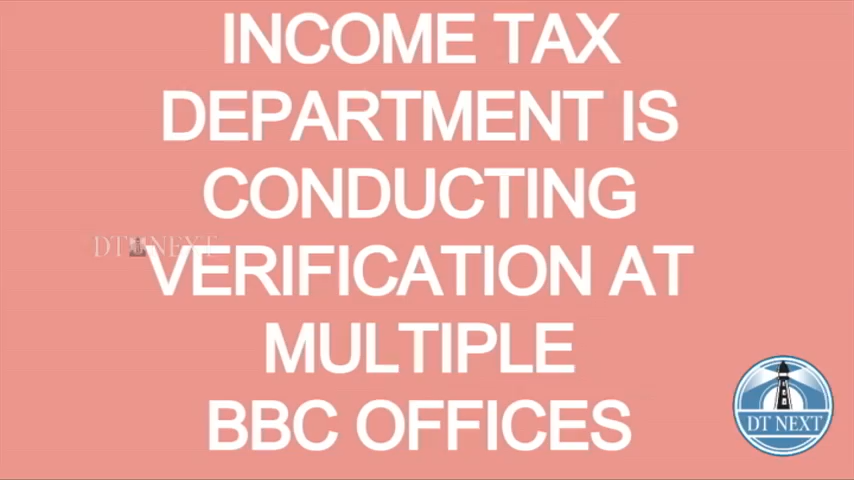 INCOME TAX
DEPARTMENT IS
CONDUCTING
DT NEXT
VERIFICATION AT
MULTIPLE
BBC OFFICES
DT NEXT